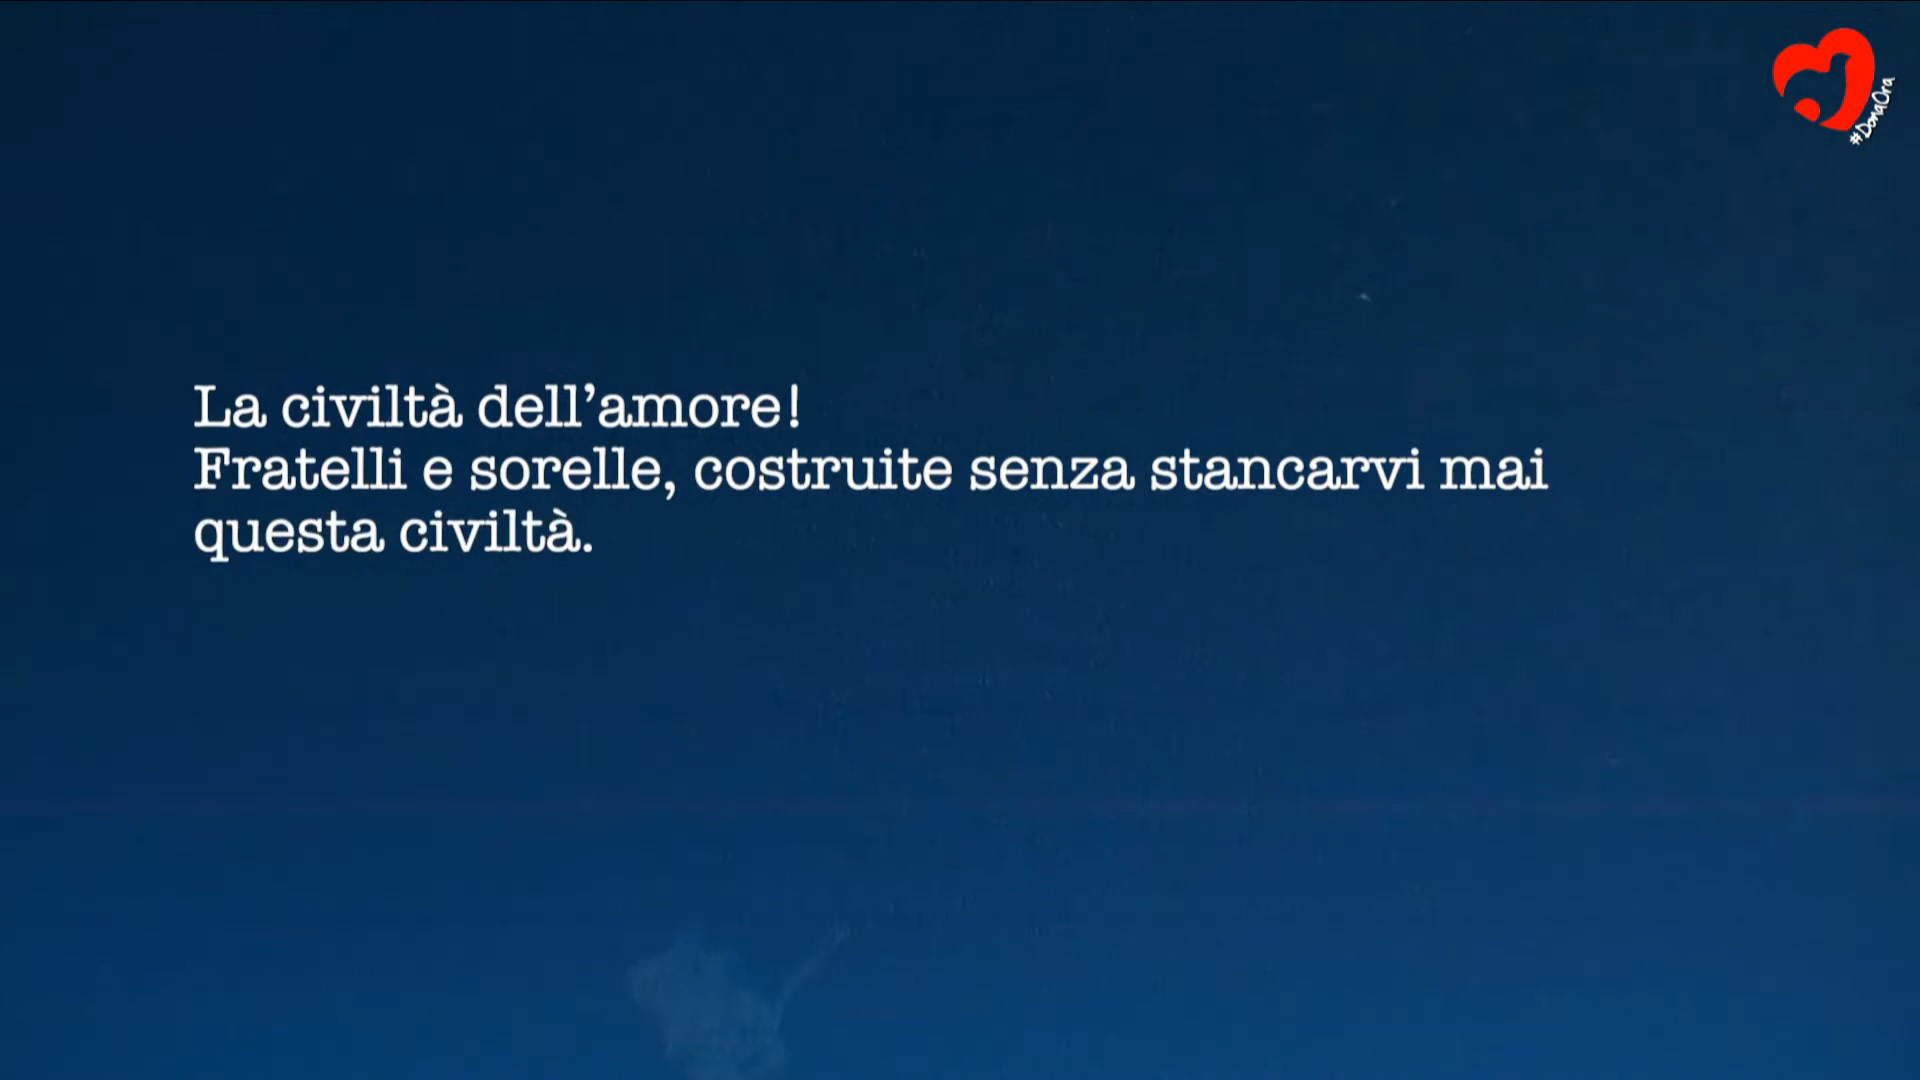 #DonaOra
La civiltà dell’amore!
Fratelli e sorelle, costruite senza stancarvi mai
questa civiltà.